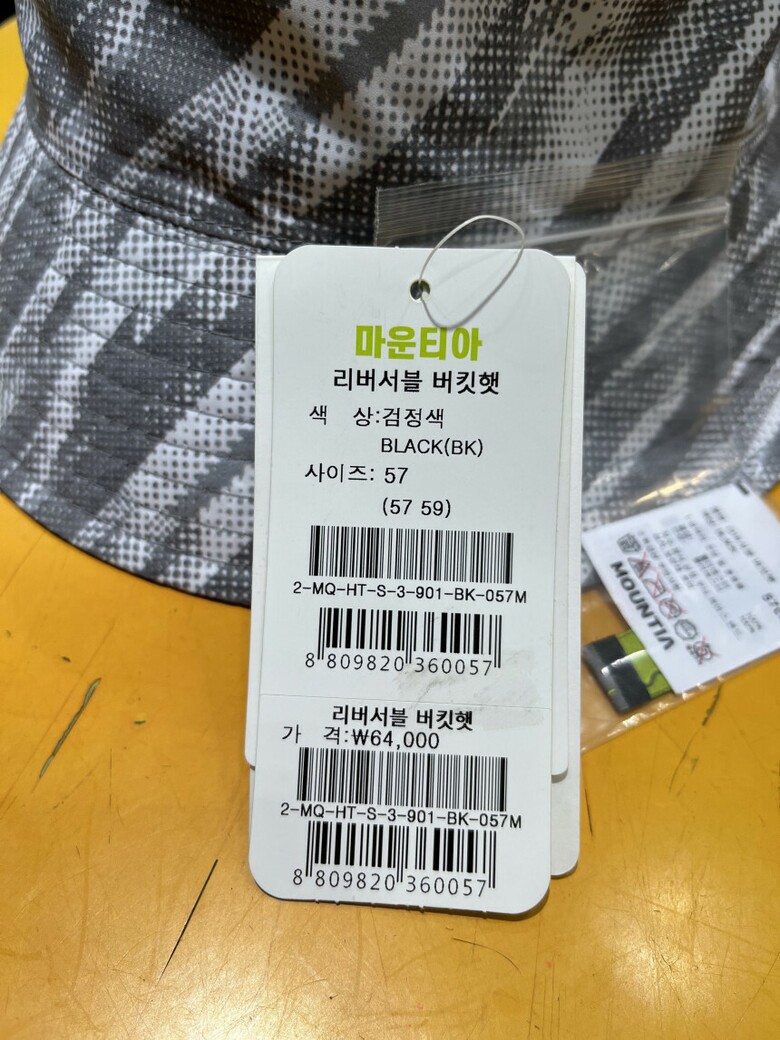 마운티아
리버서블 버킷햇
색 상:검정색
BLACK(BK)
사이즈: 57
(57 59)
2-MQ-HT-S-3-901-BK-057M
8 809820 360057
리버서블 버킷햇
가 격:₩64,000
2-MQ-HT-S-3-901-BK-057M
8 809820 360057
MOUNTIA